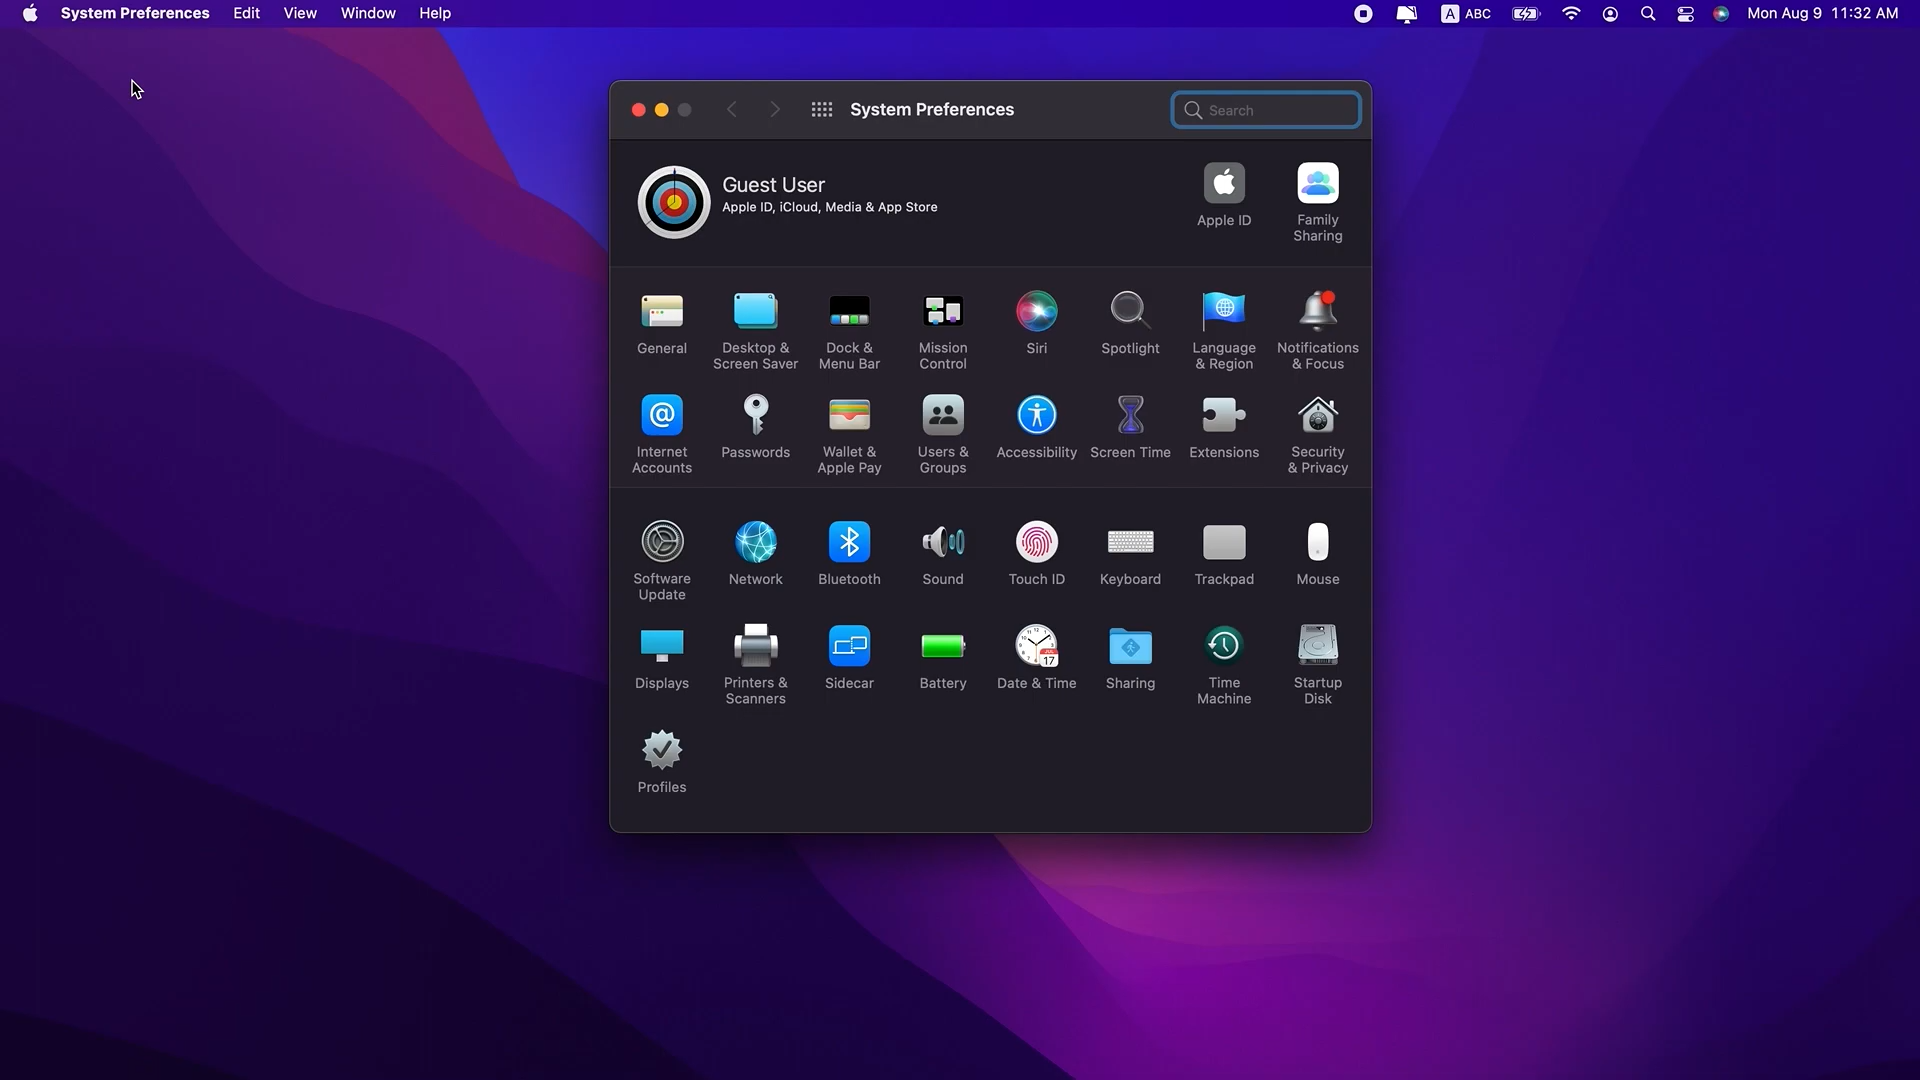 System Preferences Edit View Window Help A ABC Mon Aug 9 11:32 AM
System Preferences Search
Guest User
Apple ID, iCloud, Media & App Store
Apple ID
Family
Sharing
General
Desktop &
Screen Saver
Dock &
Menu Bar
Mission
Control
Siri
Spotlight
Language
& Region
Notifications
& Focus
Internet
Accounts
Passwords
Wallet &
Apple Pay
Users &
Groups
Accessibility
Screen Time
Extensions
Security
& Privacy
Software
Update
Network
Bluetooth
Sound
Touch ID
Keyboard
Trackpad
Mouse
Displays
Printers &
Scanners
Sidecar
Battery
JUL
17
Date & Time
Sharing
Time
Machine
Startup
Disk
Profiles